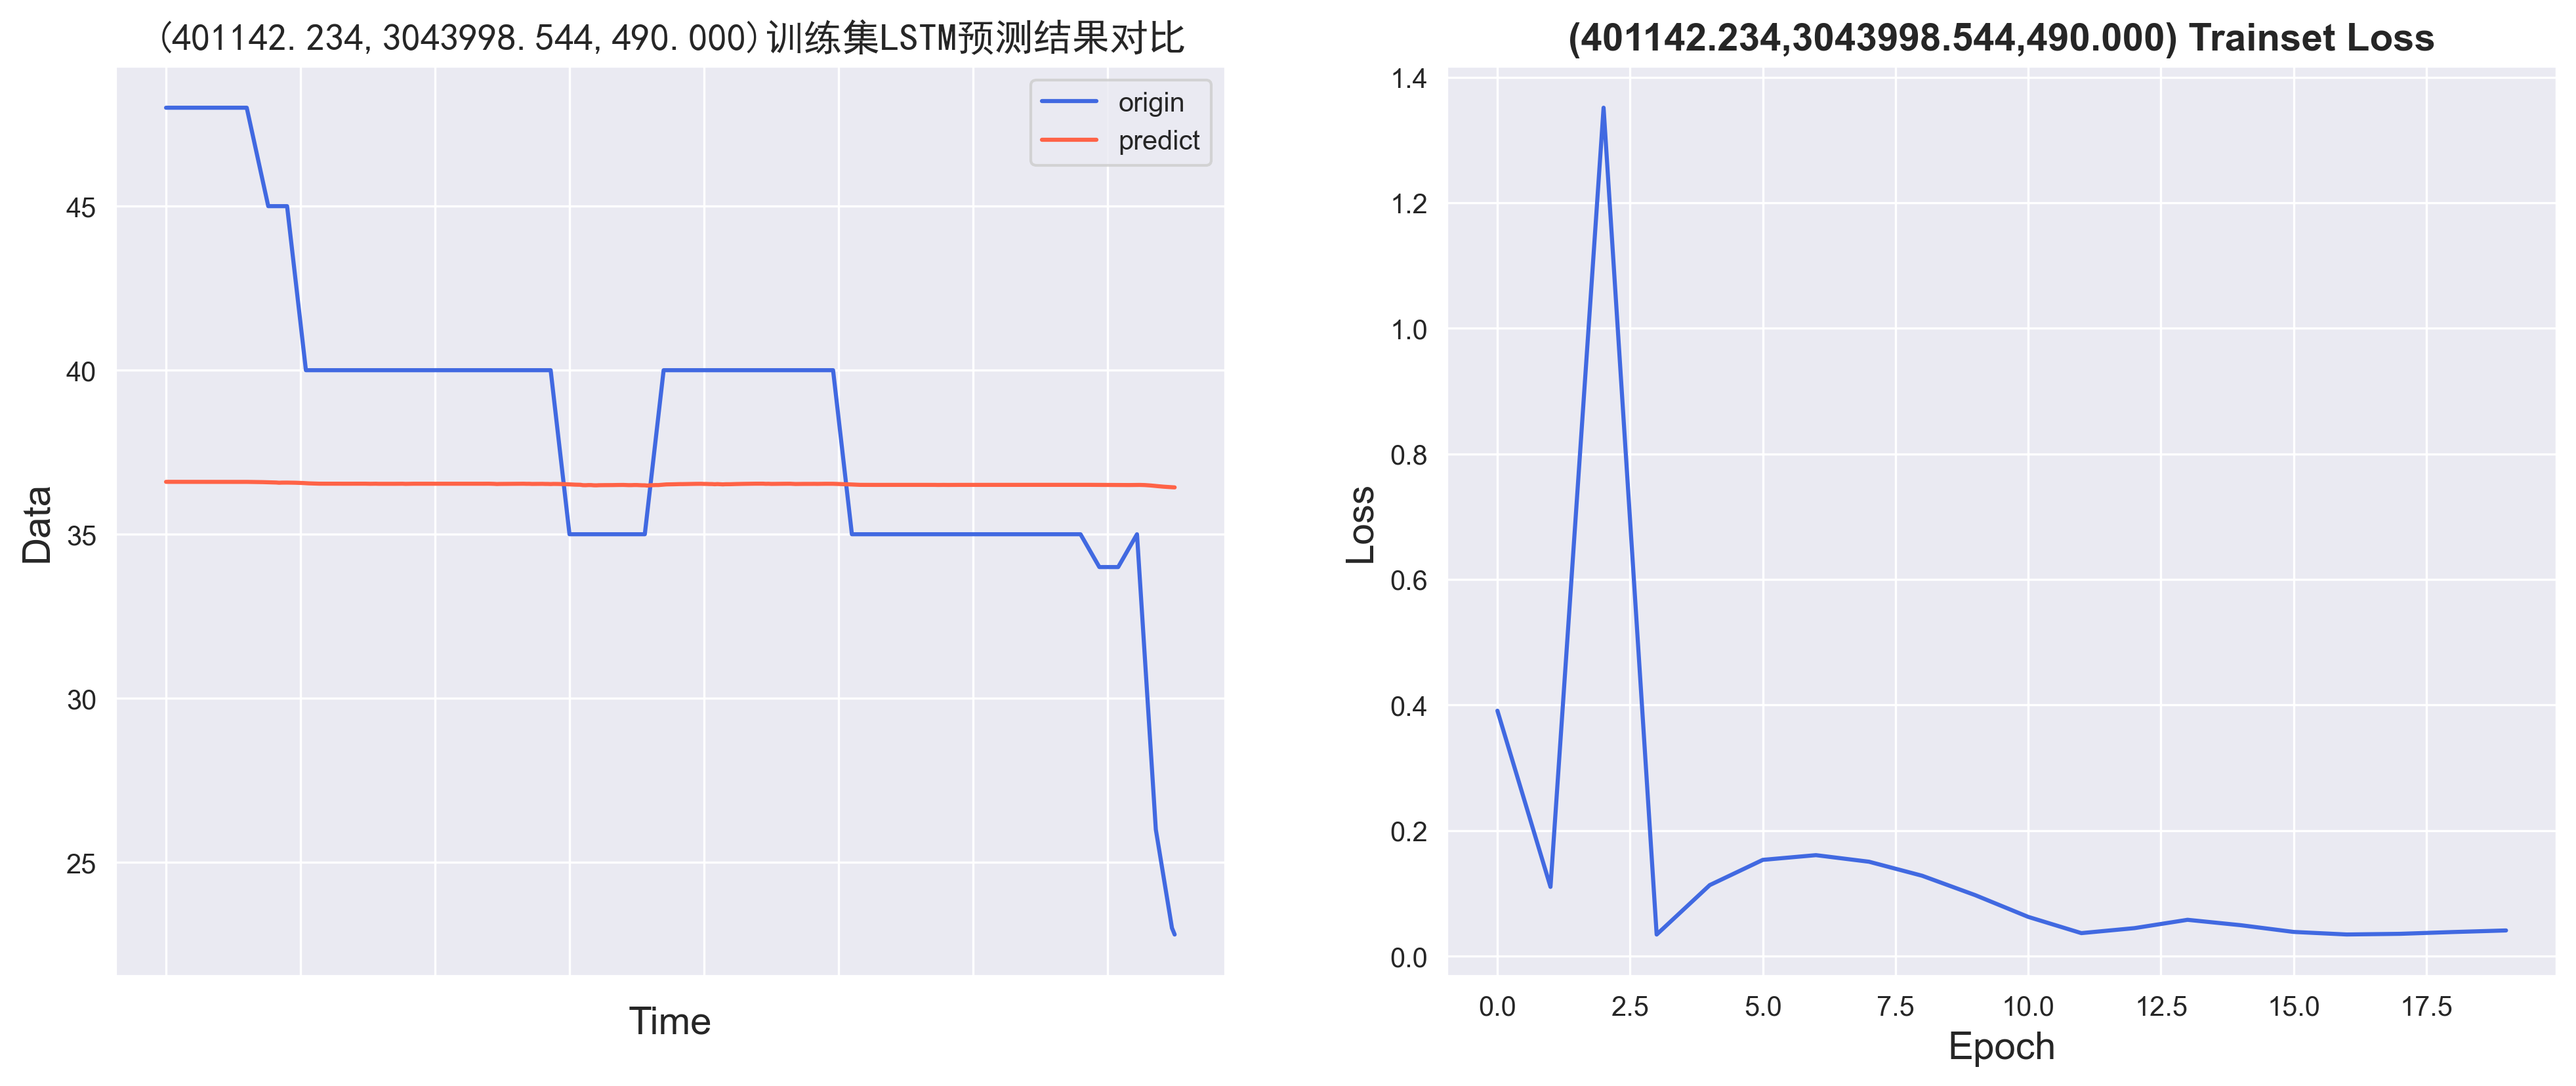 (401142.234,3043998.544,490.000)训练集LSTM预测结果对比
origin
predict
45
40
35
30
25
Data
Time
(401142.234,3043998.544,490.000) Trainset Loss
1.4
1.2
1.0
0.8
0.6
0.4
0.2
0.0
Loss
0.0 2.5 5.0 7.5 10.0 12.5 15.0 17.5
Epoch